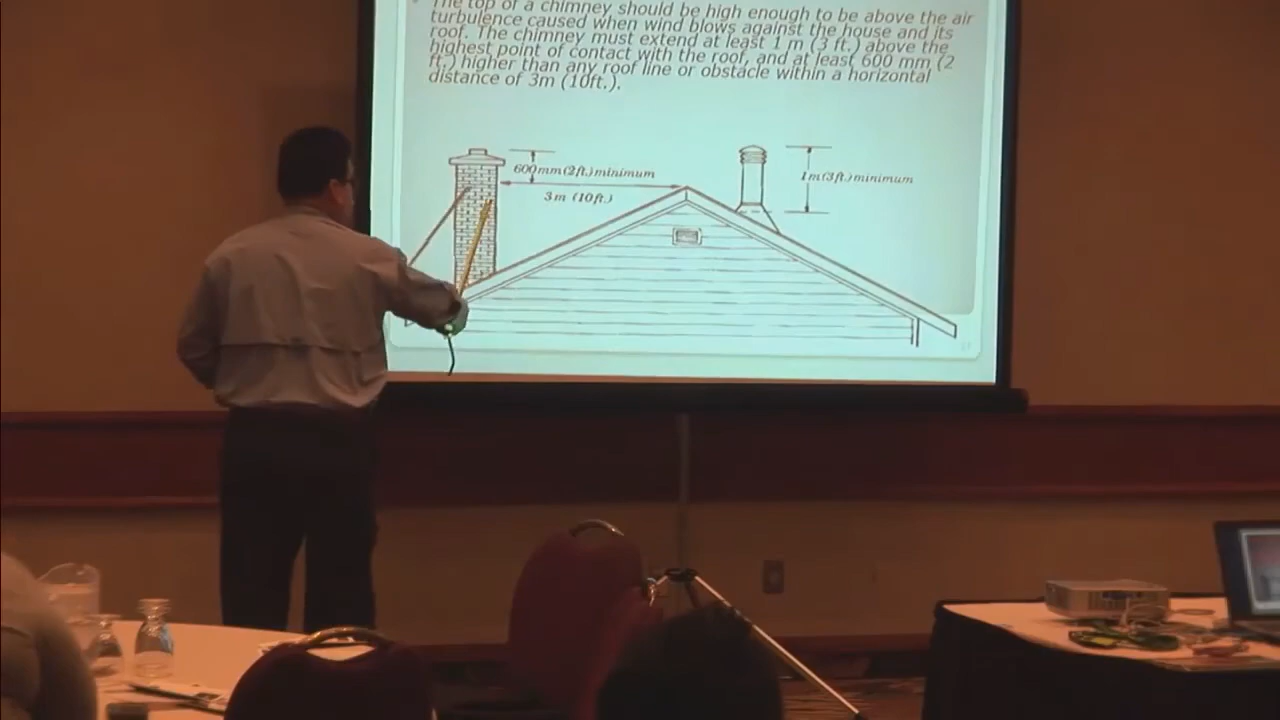 The top of a chimney should be high enough to be above the air
turbulence caused when wind blows against the house and its
roof. The chimney must extend at least 1 m (3 ft.) above the
highest point of contact with the roof, and at least 600 mm (2
ft.) higher than any roof line or obstacle within a horizontal
distance of 3m (10ft.).
600mm(2ft.)minimum
1m(3ft.)minimum
3m (10ft.)